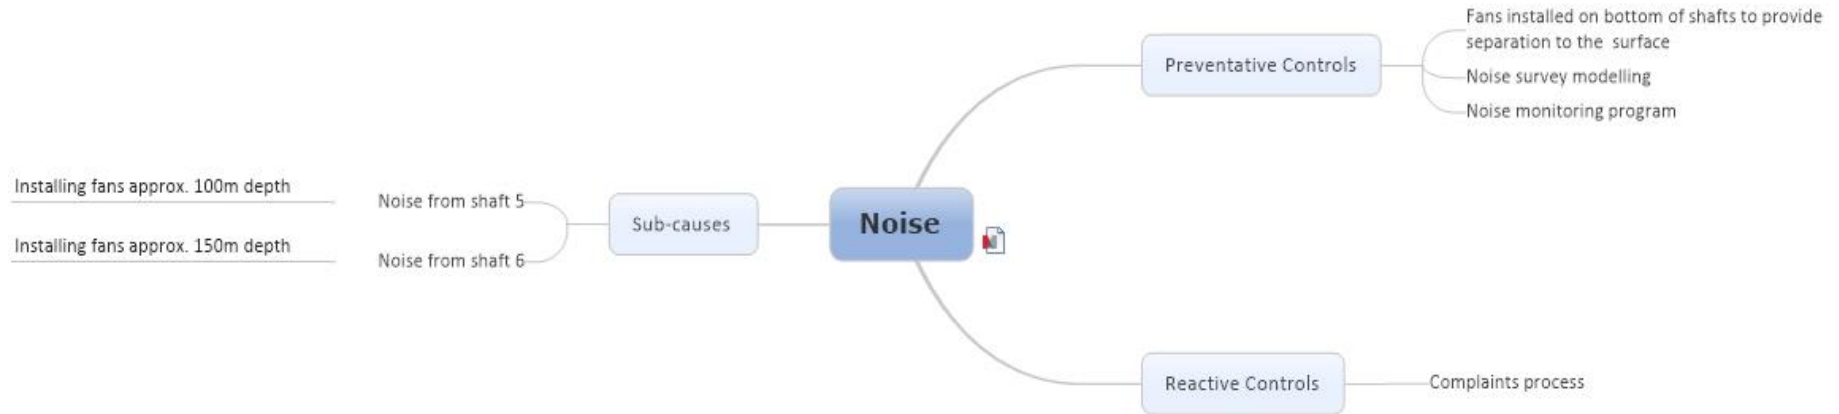 Fans installed on bottom of shafts to provide
separation to the surface
Preventative Controls
Noise survey modelling
Noise monitoring program
Installing fans approx. 100m depth
Noise from shaft 5
Sub-causes
Noise
Installing fans approx. 150m depth
Noise from shaft 6
Reactive Controls
Complaints process